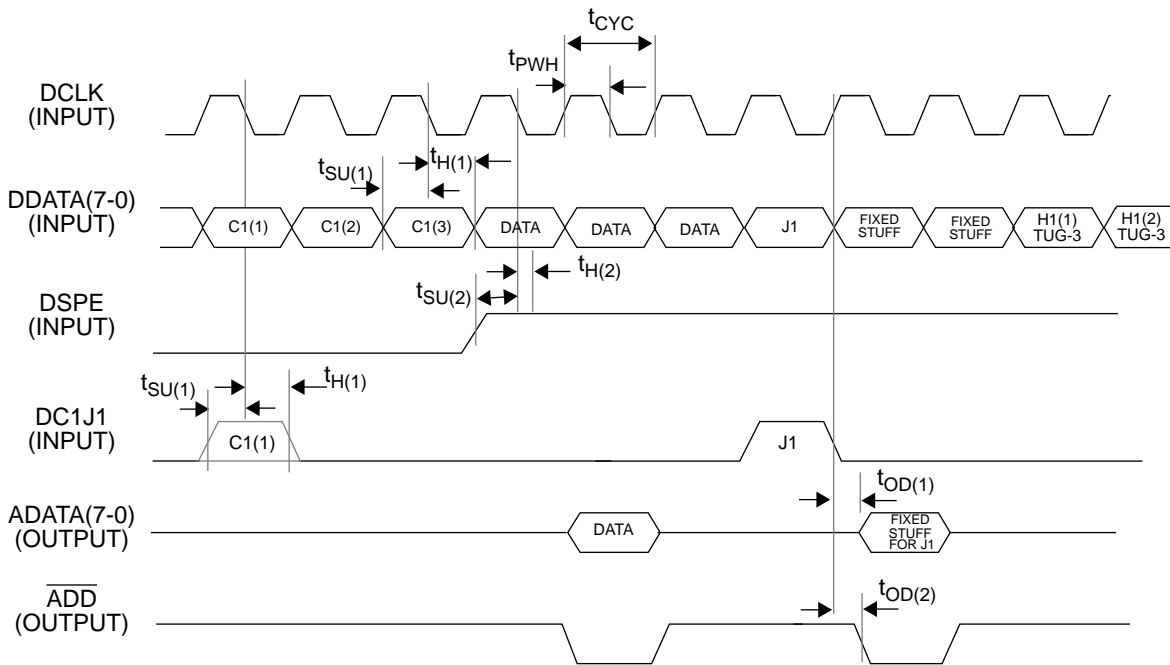 tCYC
tPWH
DCLK
(INPUT)
tSU(1)
tH(1)
DDATA(7-0)
(INPUT)
C1(1)
C1(2)
C1(3)
DATA
DATA
DATA
J1
FIXED
STUFF
FIXED
STUFF
H1(1)
TUG-3
H1(2)
TUG-3
tH(2)
tSU(2)
DSPE
(INPUT)
tSU(1)
tH(1)
DC1J1
(INPUT)
C1(1)
J1
tOD(1)
ADATA(7-0)
(OUTPUT)
DATA
FIXED
STUFF
FOR J1
ADD
(OUTPUT)
tOD(2)